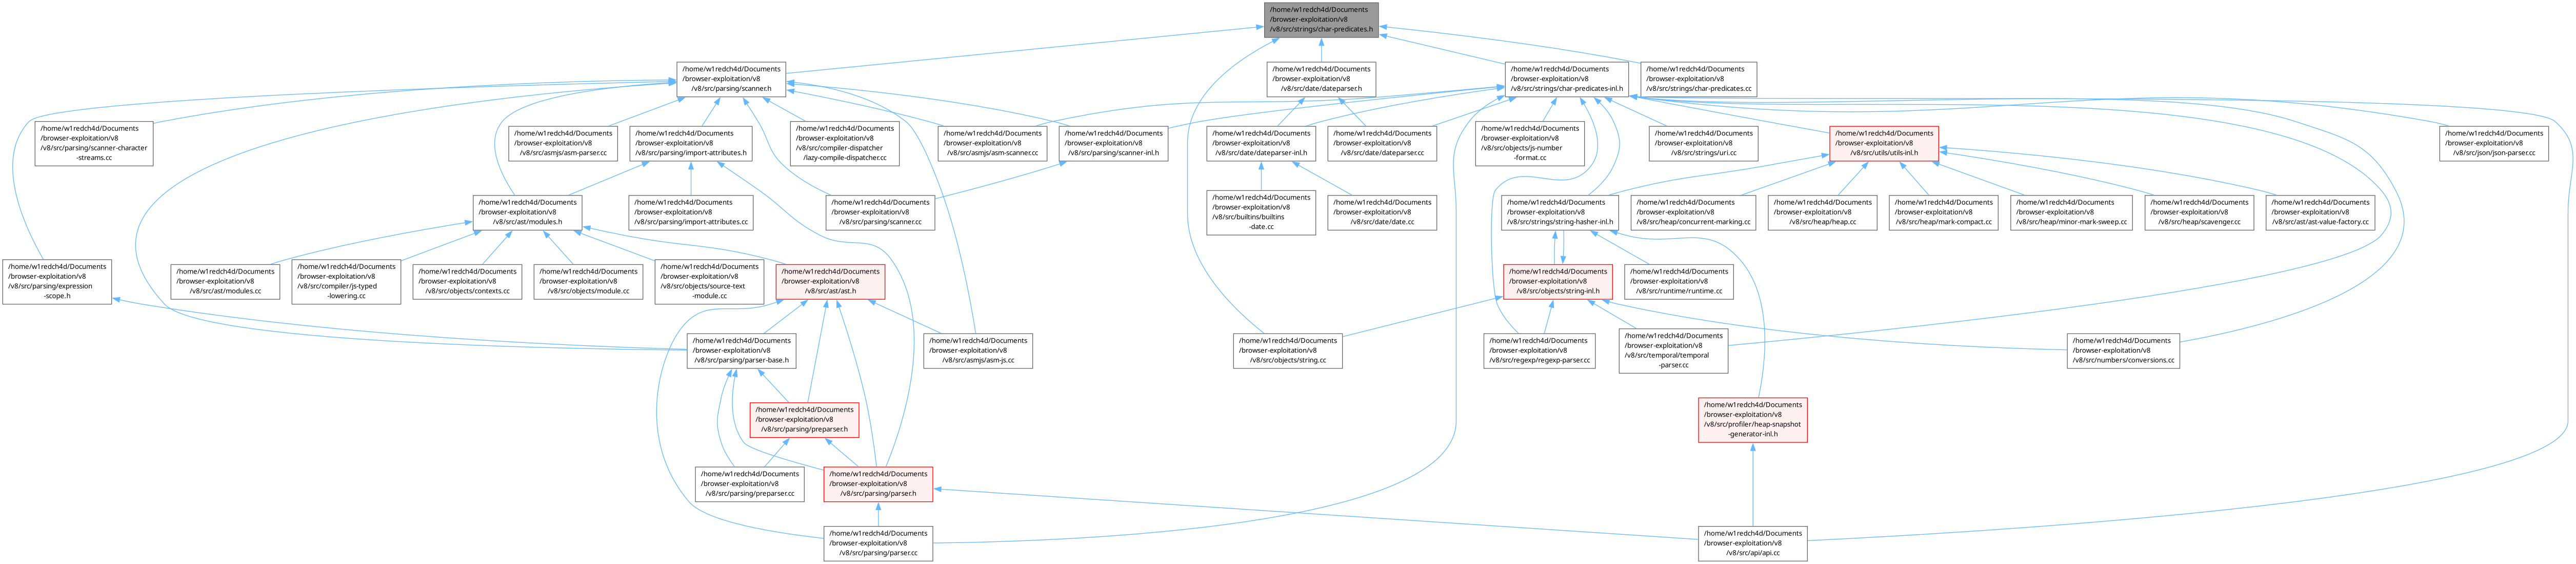 /home/w1redch4d/Documents
/browser-exploitation/v8
/v8/src/strings/char-predicates.h
/home/w1redch4d/Documents
/browser-exploitation/v8
/v8/src/parsing/scanner.h
/home/w1redch4d/Documents
/browser-exploitation/v8
/v8/src/date/dateparser.h
/home/w1redch4d/Documents
/browser-exploitation/v8
/v8/src/strings/char-predicates-inl.h
/home/w1redch4d/Documents
/browser-exploitation/v8
/v8/src/strings/char-predicates.cc
/home/w1redch4d/Documents
/browser-exploitation/v8
/v8/src/parsing/scanner-character
-streams.cc
/home/w1redch4d/Documents
/browser-exploitation/v8
/v8/src/asmjs/asm-parser.cc
/home/w1redch4d/Documents
/browser-exploitation/v8
/v8/src/parsing/import-attributes.h
/home/w1redch4d/Documents
/browser-exploitation/v8
/v8/src/compiler-dispatcher
/lazy-compile-dispatcher.cc
/home/w1redch4d/Documents
/browser-exploitation/v8
/v8/src/asmjs/asm-scanner.cc
/home/w1redch4d/Documents
/browser-exploitation/v8
/v8/src/parsing/scanner-inl.h
/home/w1redch4d/Documents
/browser-exploitation/v8
/v8/src/date/dateparser-inl.h
/home/w1redch4d/Documents
/browser-exploitation/v8
/v8/src/date/dateparser.cc
/home/w1redch4d/Documents
/browser-exploitation/v8
/v8/src/objects/js-number
-format.cc
/home/w1redch4d/Documents
/browser-exploitation/v8
/v8/src/strings/uri.cc
/home/w1redch4d/Documents
/browser-exploitation/v8
/v8/src/utils/utils-inl.h
/home/w1redch4d/Documents
/browser-exploitation/v8
/v8/src/json/json-parser.cc
/home/w1redch4d/Documents
/browser-exploitation/v8
/v8/src/ast/modules.h
/home/w1redch4d/Documents
/browser-exploitation/v8
/v8/src/parsing/import-attributes.cc
/home/w1redch4d/Documents
/browser-exploitation/v8
/v8/src/parsing/scanner.cc
/home/w1redch4d/Documents
/browser-exploitation/v8
/v8/src/builtins/builtins
-date.cc
/home/w1redch4d/Documents
/browser-exploitation/v8
/v8/src/date/date.cc
/home/w1redch4d/Documents
/browser-exploitation/v8
/v8/src/strings/string-hasher-inl.h
/home/w1redch4d/Documents
/browser-exploitation/v8
/v8/src/heap/concurrent-marking.cc
/home/w1redch4d/Documents
/browser-exploitation/v8
/v8/src/heap/heap.cc
/home/w1redch4d/Documents
/browser-exploitation/v8
/v8/src/heap/mark-compact.cc
/home/w1redch4d/Documents
/browser-exploitation/v8
/v8/src/heap/minor-mark-sweep.cc
/home/w1redch4d/Documents
/browser-exploitation/v8
/v8/src/heap/scavenger.cc
/home/w1redch4d/Documents
/browser-exploitation/v8
/v8/src/ast/ast-value-factory.cc
/home/w1redch4d/Documents
/browser-exploitation/v8
/v8/src/parsing/expression
-scope.h
/home/w1redch4d/Documents
/browser-exploitation/v8
/v8/src/ast/modules.cc
/home/w1redch4d/Documents
/browser-exploitation/v8
/v8/src/compiler/js-typed
-lowering.cc
/home/w1redch4d/Documents
/browser-exploitation/v8
/v8/src/objects/contexts.cc
/home/w1redch4d/Documents
/browser-exploitation/v8
/v8/src/objects/module.cc
/home/w1redch4d/Documents
/browser-exploitation/v8
/v8/src/objects/source-text
-module.cc
/home/w1redch4d/Documents
/browser-exploitation/v8
/v8/src/ast/ast.h
/home/w1redch4d/Documents
/browser-exploitation/v8
/v8/src/objects/string-inl.h
/home/w1redch4d/Documents
/browser-exploitation/v8
/v8/src/runtime/runtime.cc
/home/w1redch4d/Documents
/browser-exploitation/v8
/v8/src/parsing/parser-base.h
/home/w1redch4d/Documents
/browser-exploitation/v8
/v8/src/asmjs/asm-js.cc
/home/w1redch4d/Documents
/browser-exploitation/v8
/v8/src/objects/string.cc
/home/w1redch4d/Documents
/browser-exploitation/v8
/v8/src/regexp/regexp-parser.cc
/home/w1redch4d/Documents
/browser-exploitation/v8
/v8/src/temporal/temporal
-parser.cc
/home/w1redch4d/Documents
/browser-exploitation/v8
/v8/src/numbers/conversions.cc
/home/w1redch4d/Documents
/browser-exploitation/v8
/v8/src/parsing/preparser.h
/home/w1redch4d/Documents
/browser-exploitation/v8
/v8/src/profiler/heap-snapshot
-generator-inl.h
/home/w1redch4d/Documents
/browser-exploitation/v8
/v8/src/parsing/preparser.cc
/home/w1redch4d/Documents
/browser-exploitation/v8
/v8/src/parsing/parser.h
/home/w1redch4d/Documents
/browser-exploitation/v8
/v8/src/parsing/parser.cc
/home/w1redch4d/Documents
/browser-exploitation/v8
/v8/src/api/api.cc